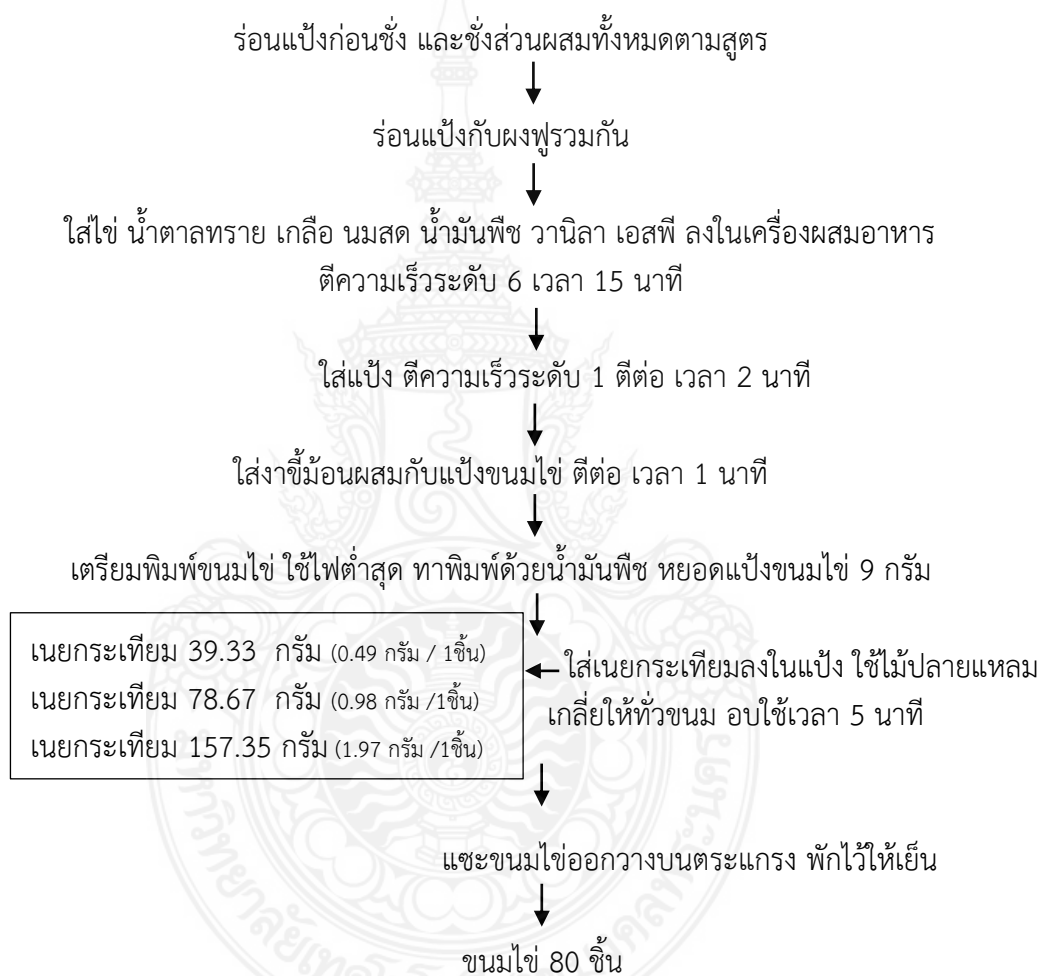 ร่อนแป้งก่อนชั่ง และชั่งส่วนผสมทั้งหมดตามสูตร
ร่อนแป้งกับผงฟูรวมกัน
ใส่ไข่ น้ำตาลทราย เกลือ นมสด น้ำมันพืช วานิลา เอสพี ลงในเครื่องผสมอาหาร
ตีความเร็วระดับ 6 เวลา 15 นาที
ใส่แป้ง ตีความเร็วระดับ 1 ตีต่อ เวลา 2 นาที
ใส่งาขี้ม้อนผสมกับแป้งขนมไข่ ตีต่อ เวลา 1 นาที
เตรียมพิมพ์ขนมไข่ ใช้ไฟต่ำสุด ทาพิมพ์ด้วยน้ำมันพืช หยอดแป้งขนมไข่ 9 กรัม
เนยกระเทียม 39.33 กรัม (0.49 กรัม / 1ชิ้น)
เนยกระเทียม 78.67 กรัม (0.98 กรัม /1ชิ้น)
เนยกระเทียม 157.35 กรัม (1.97 กรัม /1ชิ้น)
ใส่เนยกระเทียมลงในแป้ง ใช้ไม้ปลายแหลม
เกลี่ยให้ทั่วขนม อบใช้เวลา 5 นาที
แซะขนมไข่ออกวางบนตระแกรง พักไว้ให้เย็น
ขนมไข่ 80 ชิ้น